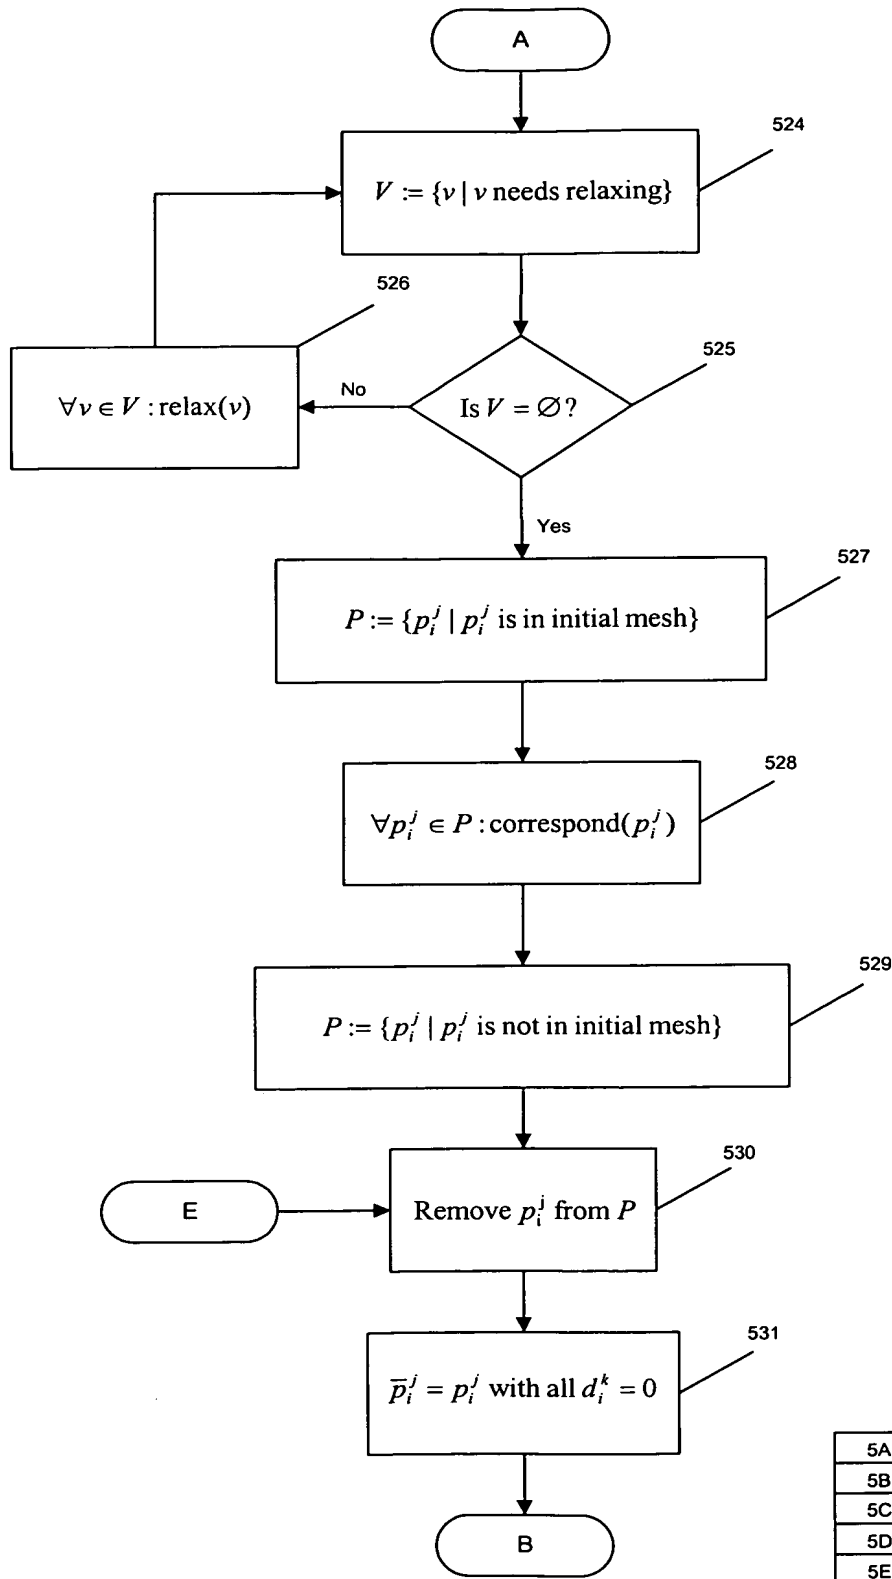 A
524
V := {v | v needs relaxing}
526
525
∀v ∈ V : relax(v)
No
Is V = ∅?
Yes
527
P := {p_i^j | p_i^j is in initial mesh}
528
∀p_i^j ∈ P : correspond(p_i^j)
529
P := {p_i^j | p_i^j is not in initial mesh}
530
E
Remove p_i^j from P
531
p̅_i^j = p_i^j with all d_i^k = 0
B
5A
5B
5C
5D
5E